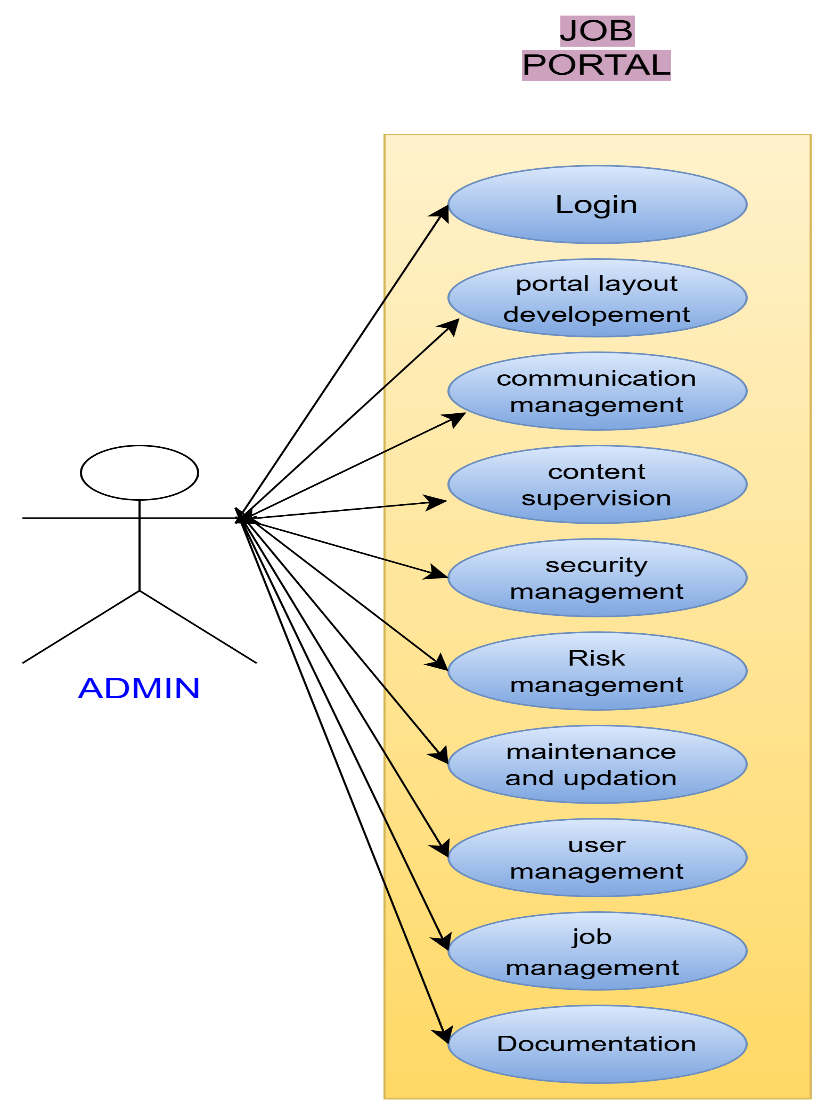 JOB
PORTAL
Login
portal layout
developement
communication
management
content
supervision
security
management
Risk
management
ADMIN
maintenance
and updation
user
management
job
management
Documentation